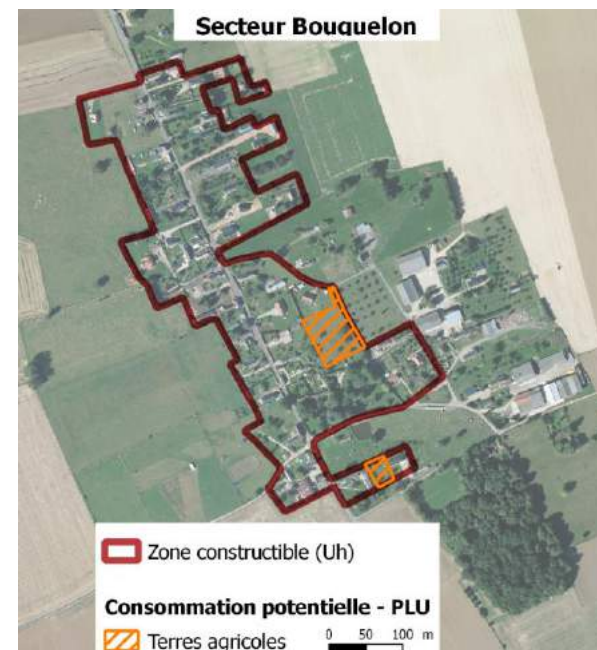 Secteur Bouquelon
Zone constructible (Uh)
Consommation potentielle - PLU
Terres agricoles
0 50 100 m